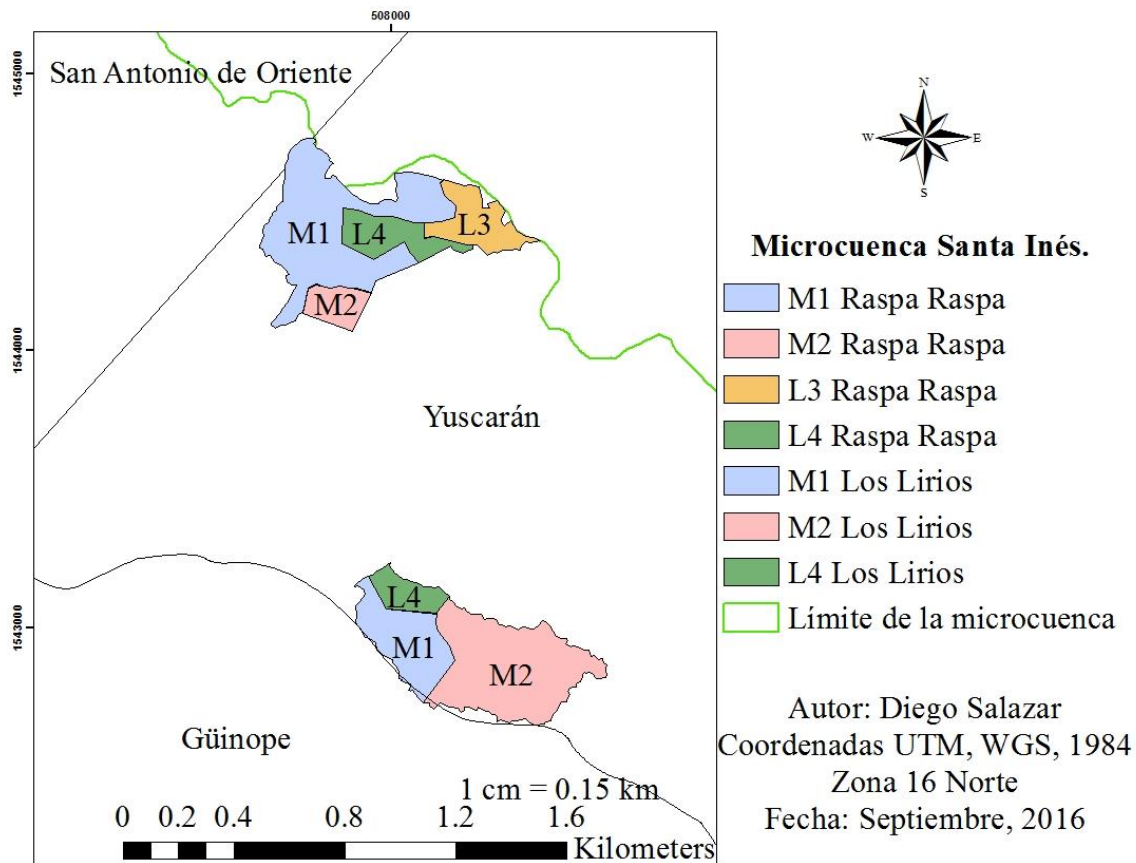 508000
1545000
1544000
1543000
San Antonio de Oriente
M1
L4
L3
M2
Yuscarán
L4
M1
M2
Güinope
1 cm = 0.15 km
0 0.2 0.4 0.8 1.2 1.6
Kilometers
N
W E
S
Microcuenca Santa Inés.
M1 Raspa Raspa
M2 Raspa Raspa
L3 Raspa Raspa
L4 Raspa Raspa
M1 Los Lirios
M2 Los Lirios
L4 Los Lirios
Límite de la microcuenca
Autor: Diego Salazar
Coordenadas UTM, WGS, 1984
Zona 16 Norte
Fecha: Septiembre, 2016